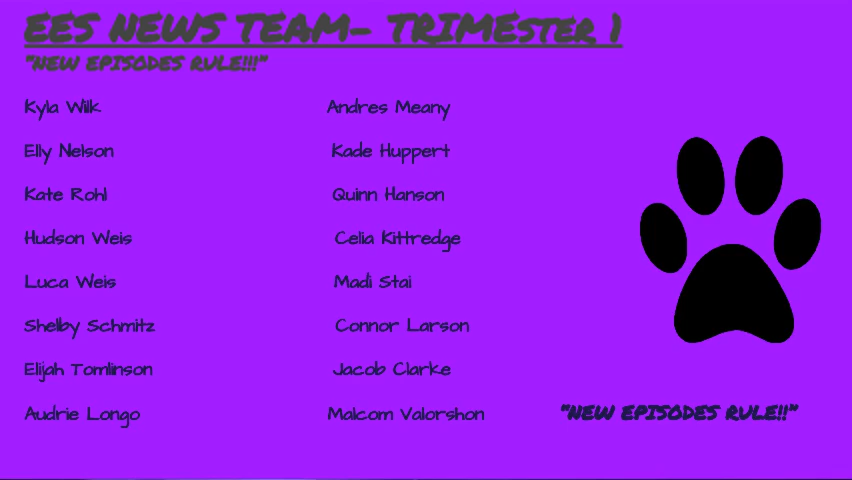 EES NEWS TEAM- TRIMESTER 1
"NEW EPISODES RULE!!!"
Kyla Wilk
Andres Meany
Elly Nelson
Kade Huppert
Kate Rohl
Quinn Hanson
Hudson Weis
Celia Kittredge
Luca Weis
Madi Stai
Shelby Schmitz
Connor Larson
Elijah Tomlinson
Jacob Clarke
Audrie Longo
Malcom Valorshon
"NEW EPISODES RULE!!"